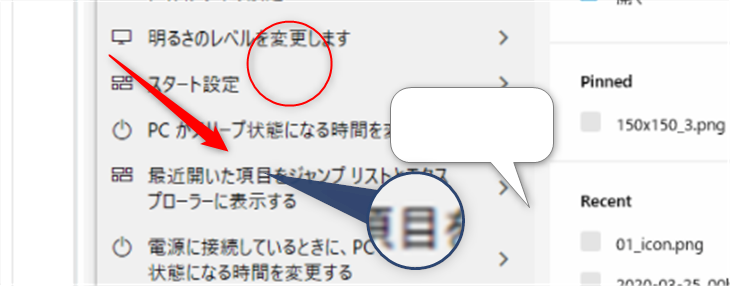 明るさのレベルを変更します
スタート設定
PC がスリープ状態になる時間を変
最近開いた項目をジャンプ リストとエクス
プローラーに表示する
電源に接続しているときに、PC
状態になる時間を変更する
項目を
開く
Pinned
150x150_3.png
Recent
01_icon.png
2020-03-25_00h